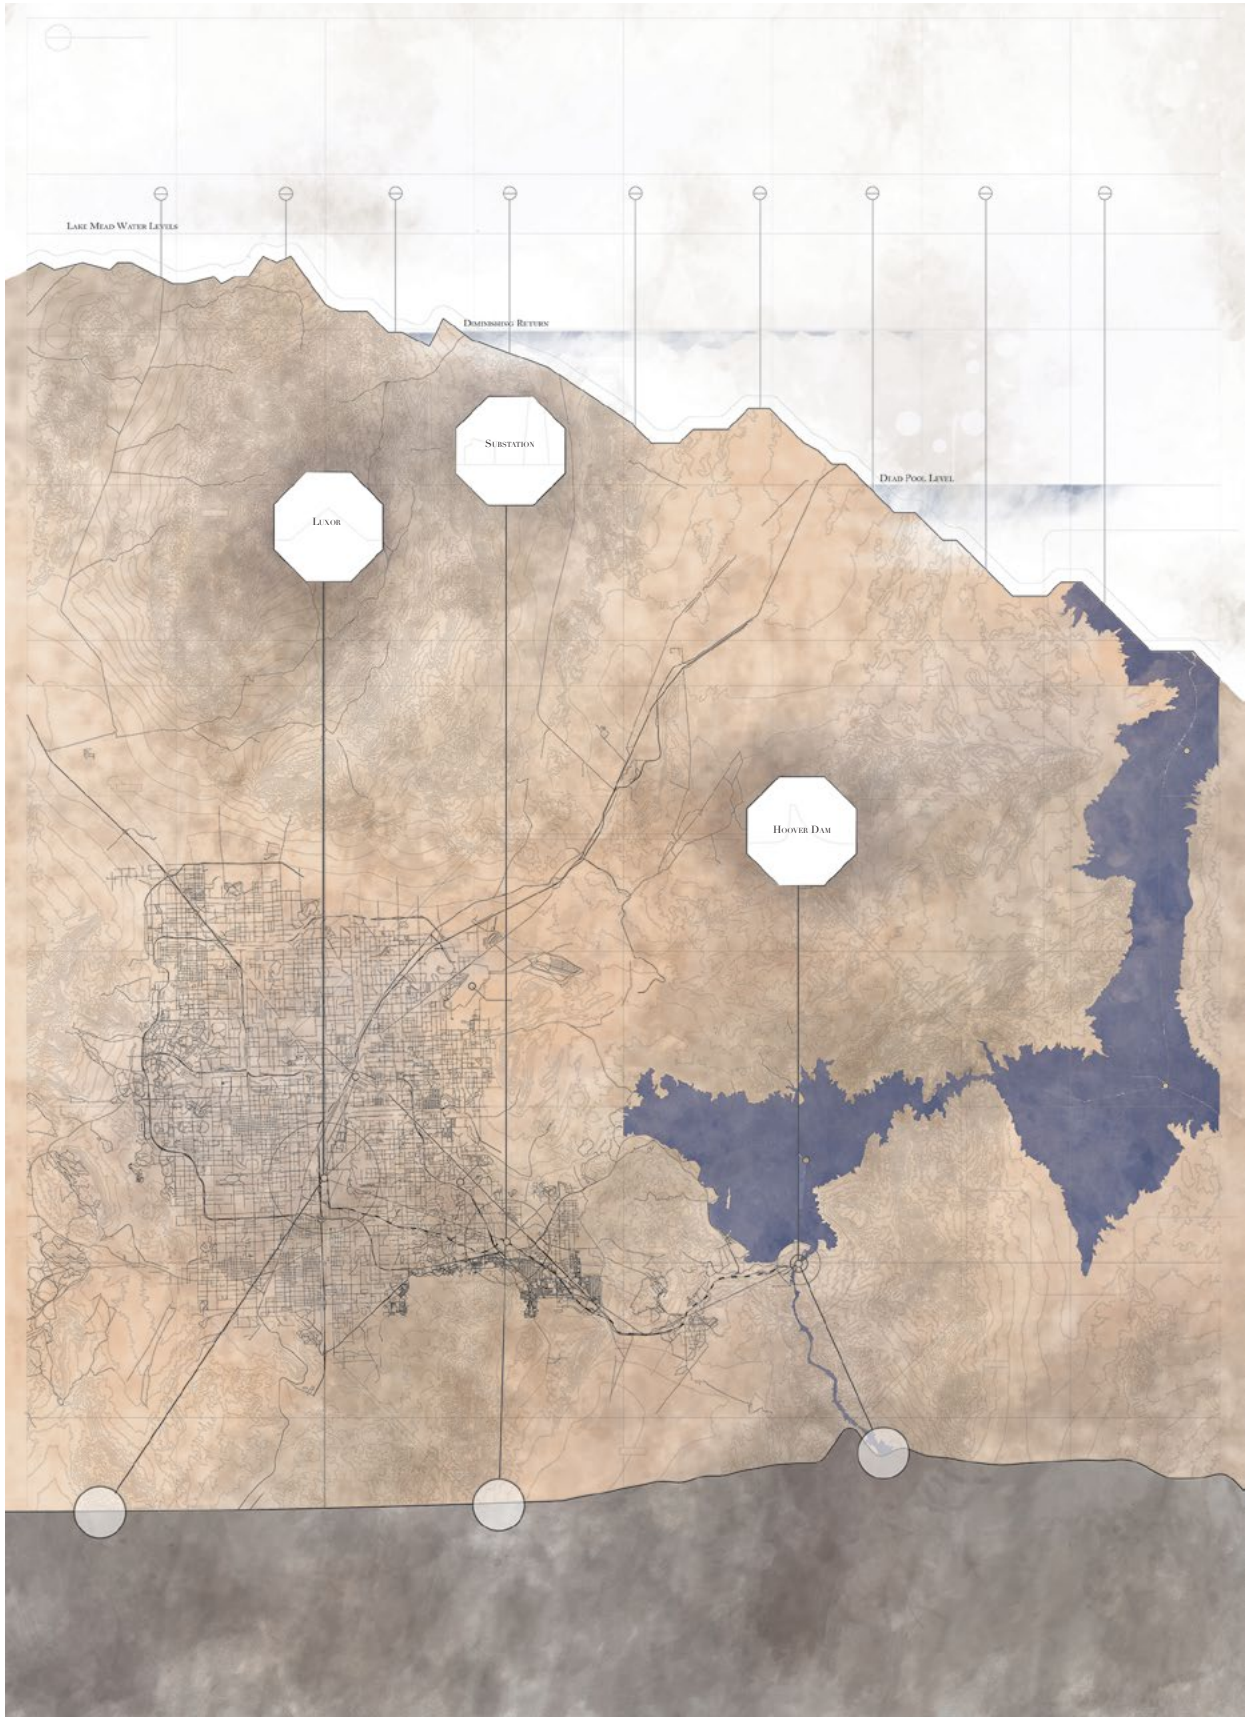 Lake Mead Water Levels
Diminishing Return
Substation
Dead Pool Level
Luxor
Hoover Dam